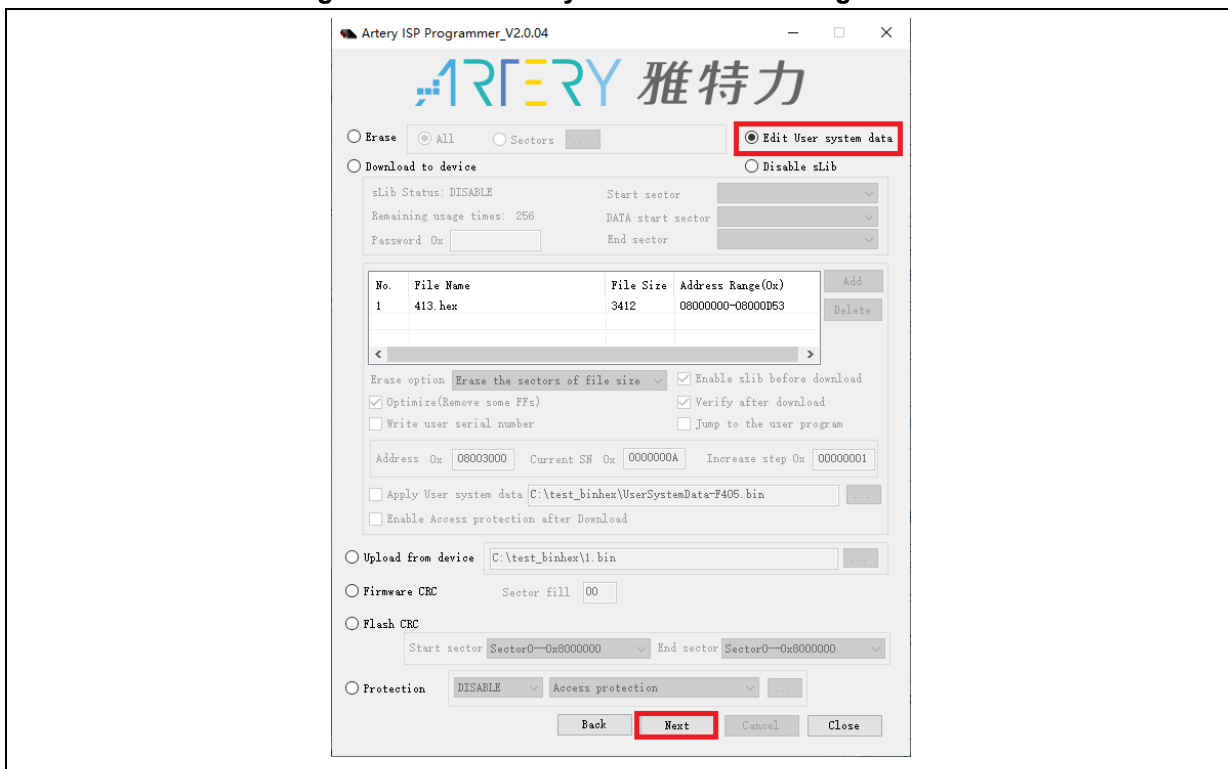 Artery ISP Programmer_V2.0.04
ARTERY 雅特力
Erase All Sectors ... Edit User system data
Download to device Disable sLib
sLib Status: DISABLE Start sector
Remaining usage times: 256 DATA start sector
Password 0x End sector
No. File Name File Size Address Range(0x) Add
1 413.hex 3412 08000000-08000D53 Delete
Erase option Erase the sectors of file size Enable slib before download
Optimize(Remove some FFs) Verify after download
Write user serial number Jump to the user program
Address 0x 08003000 Current SN 0x 0000000A Increase step 0x 00000001
Apply User system data C:\test_binhex\UserSystemData-F405.bin ...
Enable Access protection after Download
Upload from device C:\test_binhex\1.bin ...
Firmware CRC Sector fill 00
Flash CRC
Start sector Sector0—0x8000000 End sector Sector0—0x8000000
Protection DISABLE Access protection ...
Back Next Cancel Close